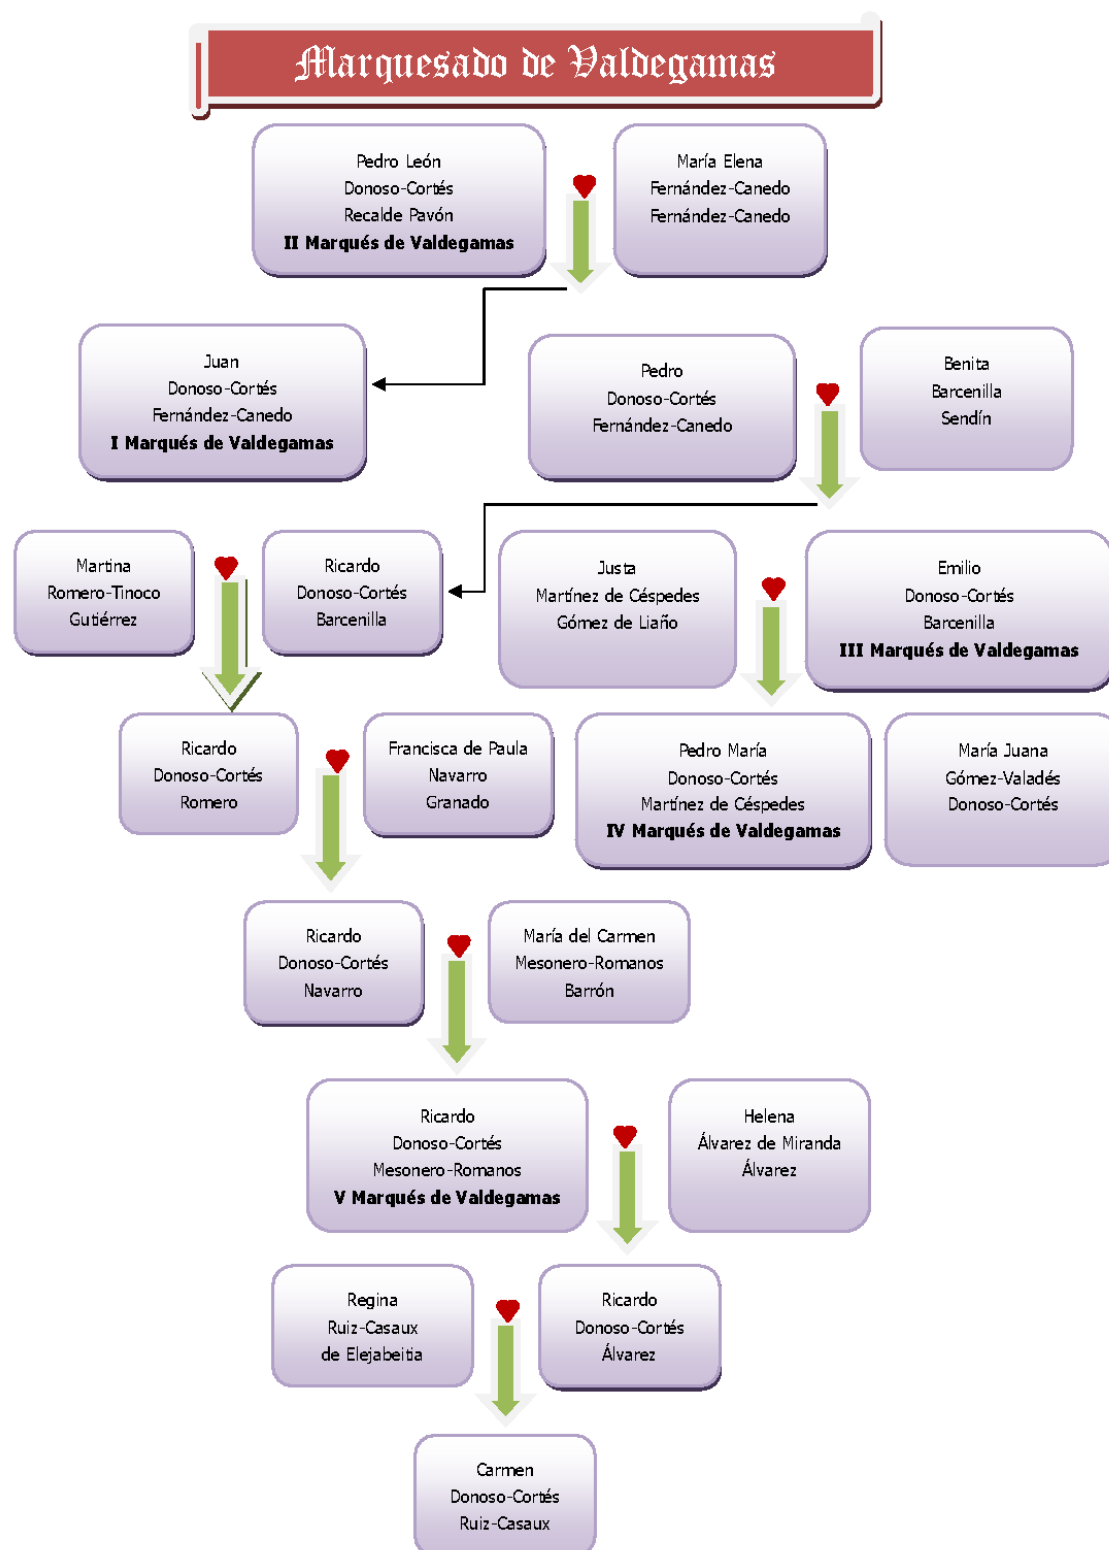 Marquesado de Valdegamas
Pedro León
Donoso-Cortés
Recalde Pavón
II Marqués de Valdegamas
María Elena
Fernández-Canedo
Fernández-Canedo
Juan
Donoso-Cortés
Fernández-Canedo
I Marqués de Valdegamas
Pedro
Donoso-Cortés
Fernández-Canedo
Benita
Barcenilla
Sendín
Martina
Romero-Tinoco
Gutiérrez
Ricardo
Donoso-Cortés
Barcenilla
Justa
Martínez de Céspedes
Gómez de Liaño
Emilio
Donoso-Cortés
Barcenilla
III Marqués de Valdegamas
Ricardo
Donoso-Cortés
Romero
Francisca de Paula
Navarro
Granado
Pedro María
Donoso-Cortés
Martínez de Céspedes
IV Marqués de Valdegamas
María Juana
Gómez-Valadés
Donoso-Cortés
Ricardo
Donoso-Cortés
Navarro
María del Carmen
Mesonero-Romanos
Barrón
Ricardo
Donoso-Cortés
Mesonero-Romanos
V Marqués de Valdegamas
Helena
Álvarez de Miranda
Álvarez
Regina
Ruiz-Casaux
de Elejabeitia
Ricardo
Donoso-Cortés
Álvarez
Carmen
Donoso-Cortés
Ruiz-Casaux